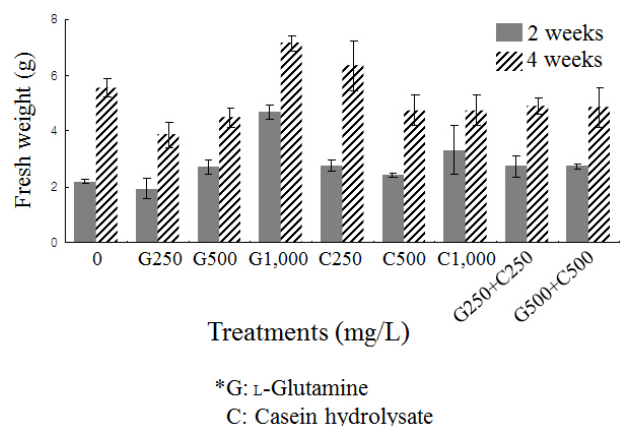 8
6
4
2
0
Fresh weight (g)
2 weeks
4 weeks
0 G250 G500 G1,000 C250 C500 C1,000 G250+C250 G500+C500
Treatments (mg/L)
*G: L-Glutamine
C: Casein hydrolysate